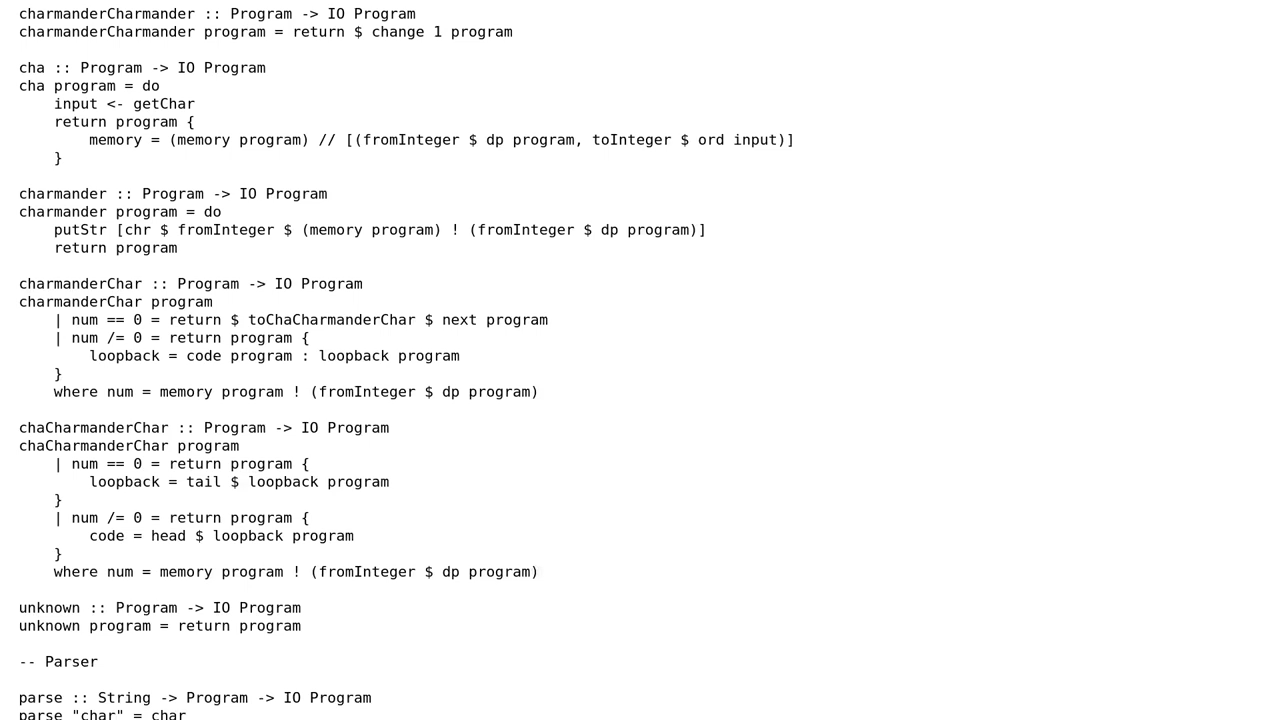 charmanderCharmander :: Program -> IO Program
charmanderCharmander program = return $ change 1 program

cha :: Program -> IO Program
cha program = do
    input <- getChar
    return program {
        memory = (memory program) // [(fromInteger $ dp program, toInteger $ ord input)]
    }

charmander :: Program -> IO Program
charmander program = do
    putStr [chr $ fromInteger $ (memory program) ! (fromInteger $ dp program)]
    return program

charmanderChar :: Program -> IO Program
charmanderChar program
    | num == 0 = return $ toChaCharmanderChar $ next program
    | num /= 0 = return program {
        loopback = code program : loopback program
    }
    where num = memory program ! (fromInteger $ dp program)

chaCharmanderChar :: Program -> IO Program
chaCharmanderChar program
    | num == 0 = return program {
        loopback = tail $ loopback program
    }
    | num /= 0 = return program {
        code = head $ loopback program
    }
    where num = memory program ! (fromInteger $ dp program)

unknown :: Program -> IO Program
unknown program = return program

-- Parser

parse :: String -> Program -> IO Program
parse "char" = char